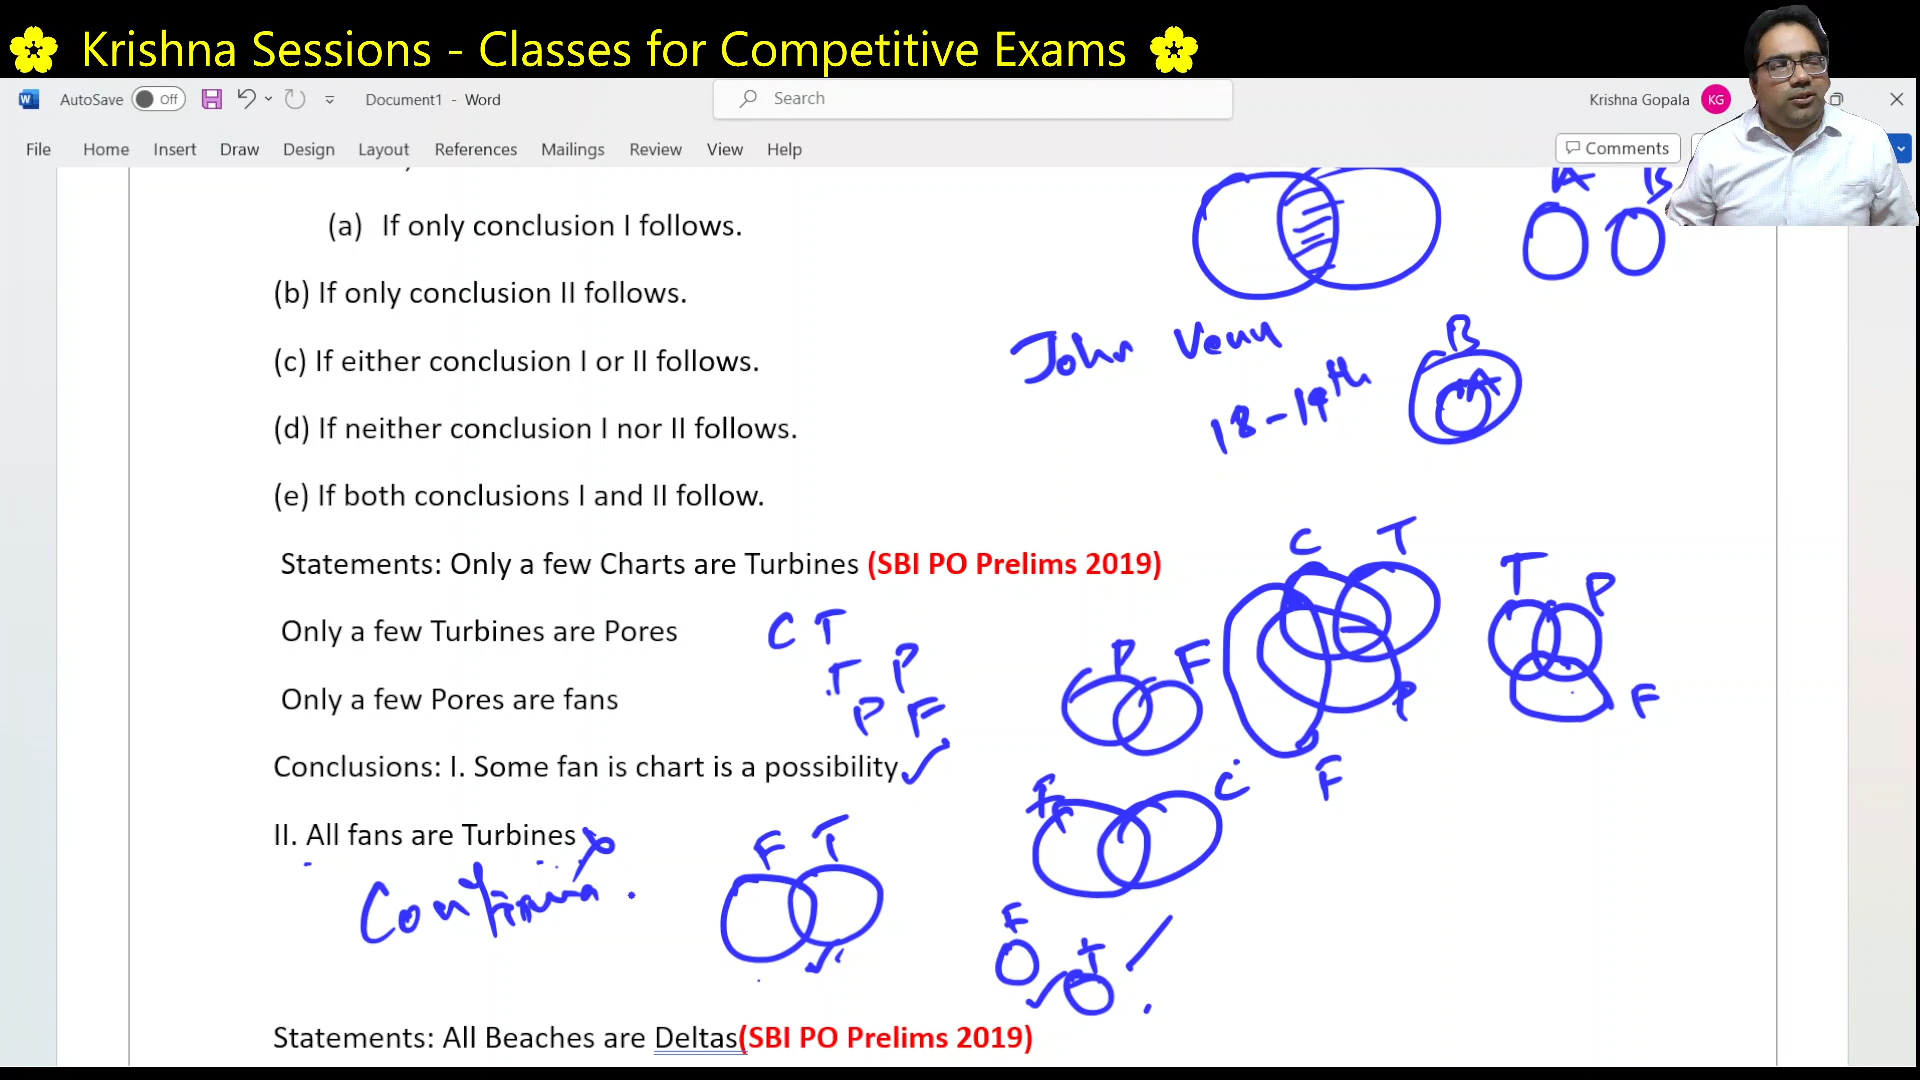 Krishna Sessions - Classes for Competitive Exams
AutoSave Off Document1 - Word Search Krishna Gopala KG
File Home Insert Draw Design Layout References Mailings Review View Help Comments
A B
(a) If only conclusion I follows.
(b) If only conclusion II follows.
John Venn
B
(c) If either conclusion I or II follows.
18-19th
A
(d) If neither conclusion I nor II follows.
(e) If both conclusions I and II follow.
C T
Statements: Only a few Charts are Turbines (SBI PO Prelims 2019)
T P
Only a few Turbines are Pores
C T
T P
P F
Only a few Pores are fans
P F
P
F
Conclusions: I. Some fan is chart is a possibility
F
C
II. All fans are Turbines
F T
F
T
Statements: All Beaches are Deltas(SBI PO Prelims 2019)